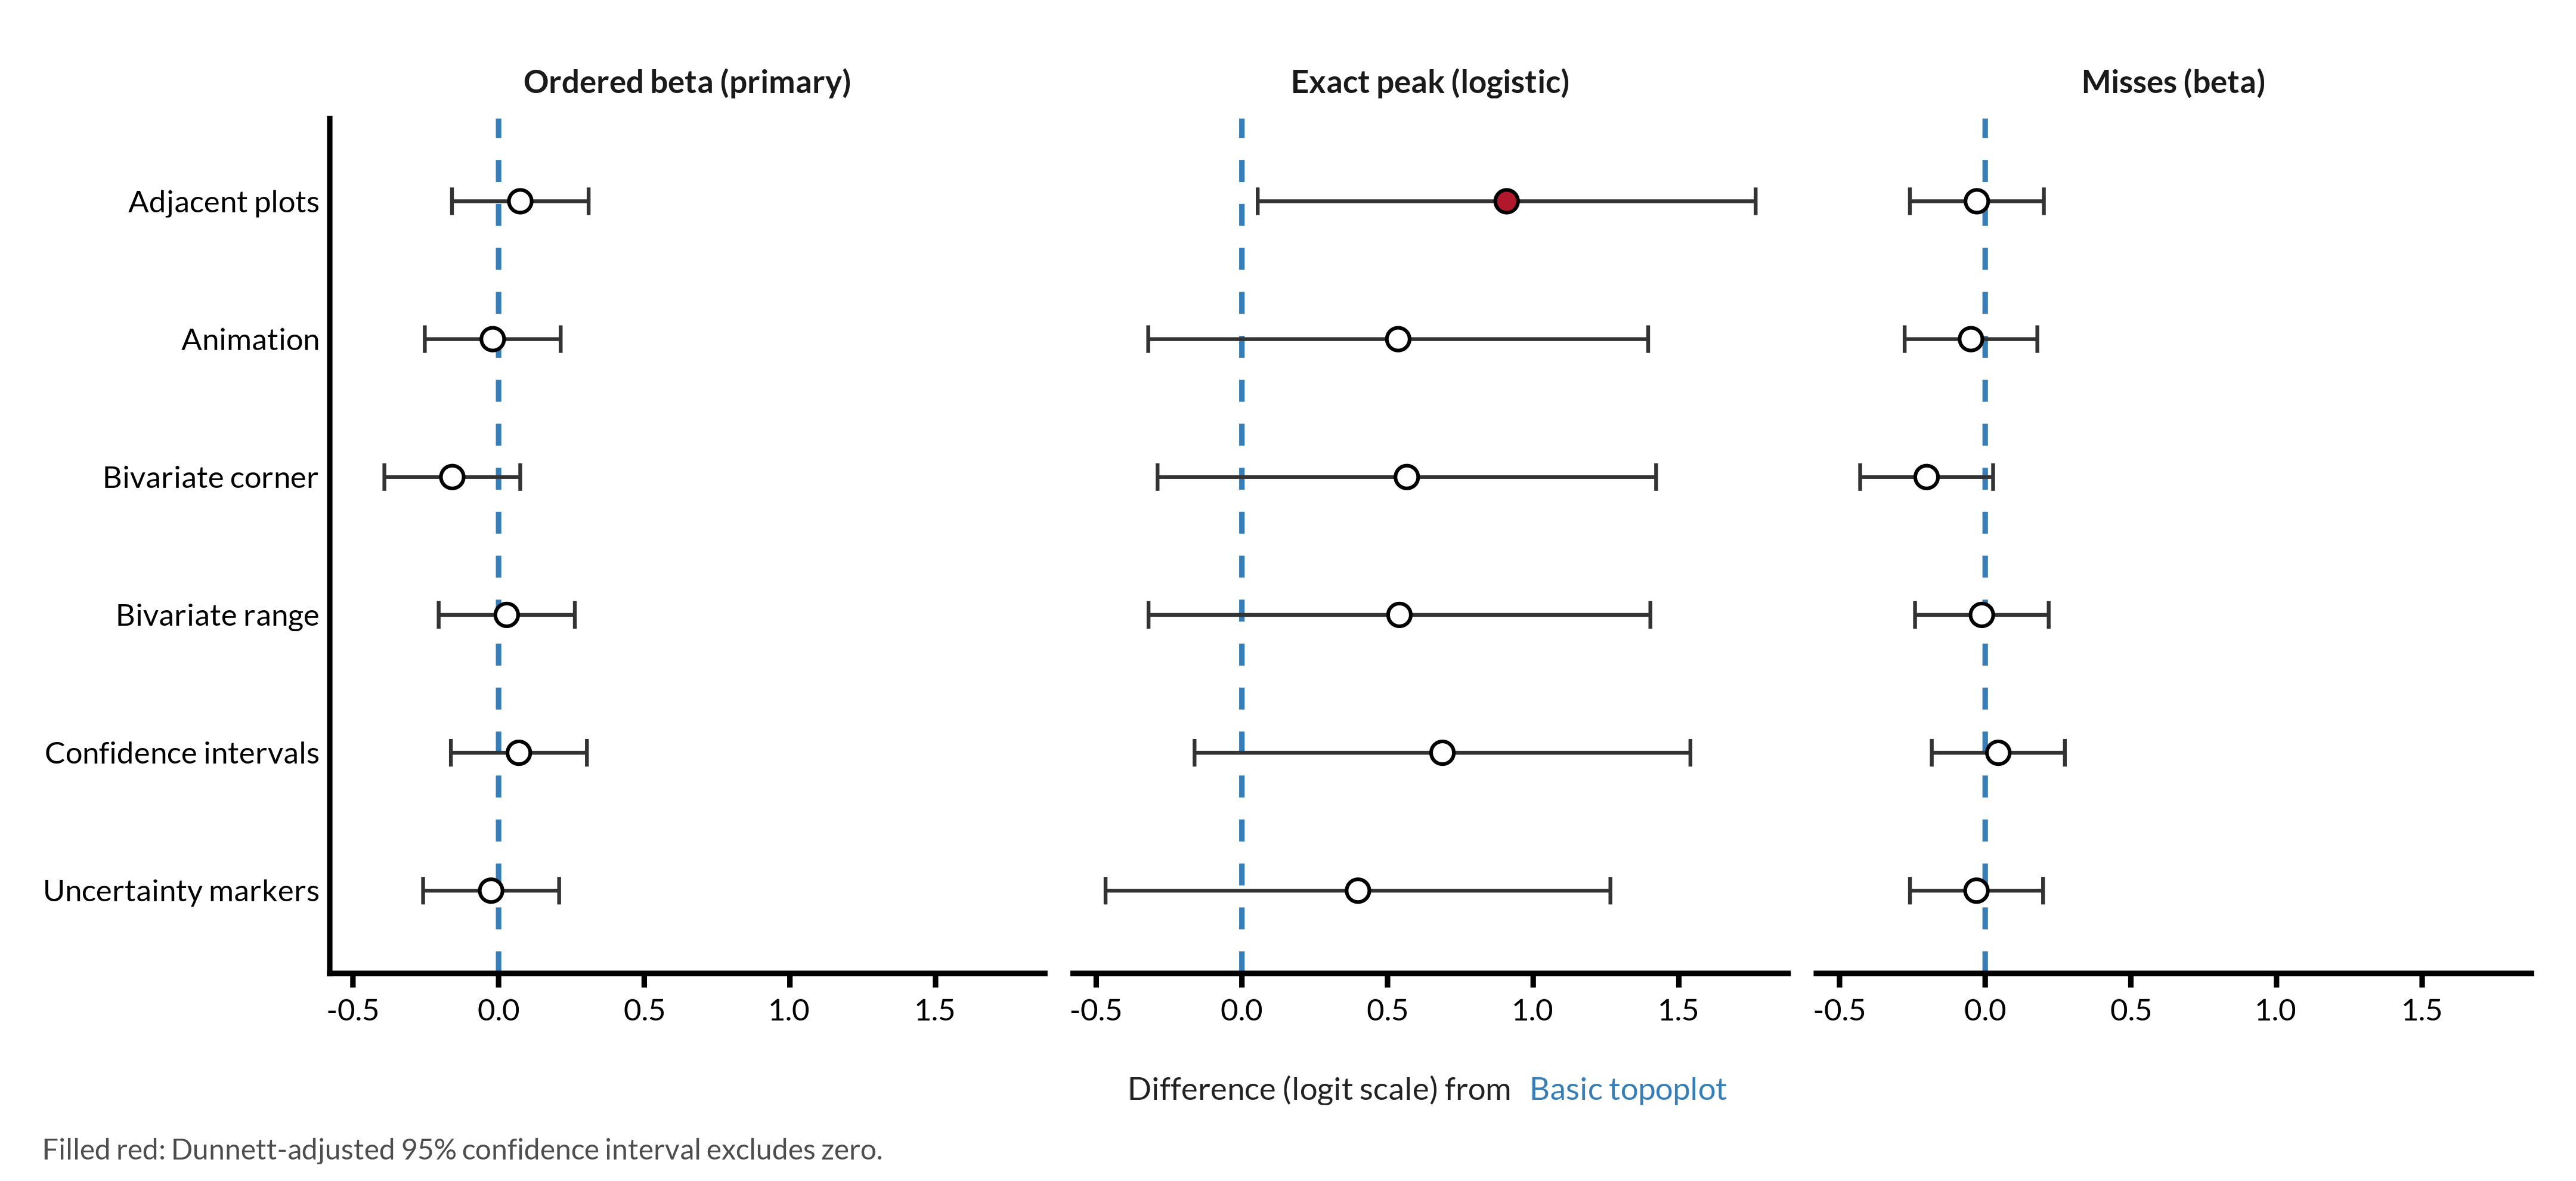 Ordered beta (primary)
Exact peak (logistic)
Misses (beta)
Adjacent plots
Animation
Bivariate corner
Bivariate range
Confidence intervals
Uncertainty markers
-0.5 0.0 0.5 1.0 1.5
-0.5 0.0 0.5 1.0 1.5
-0.5 0.0 0.5 1.0 1.5
Difference (logit scale) from Basic topoplot
Filled red: Dunnett-adjusted 95% confidence interval excludes zero.